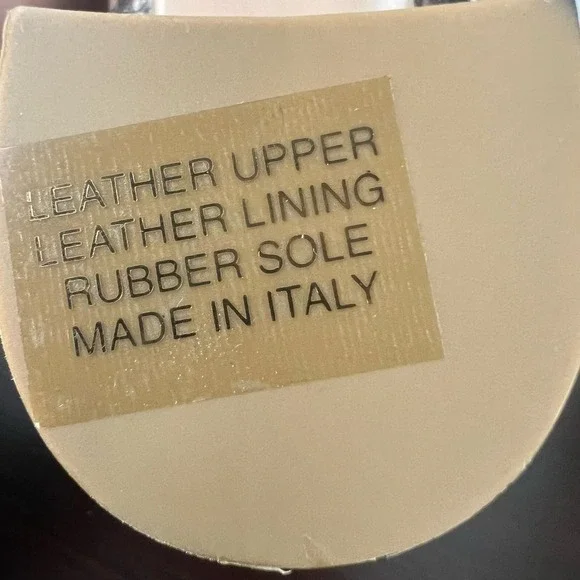 LEATHER UPPER
LEATHER LINING
RUBBER SOLE
MADE IN ITALY